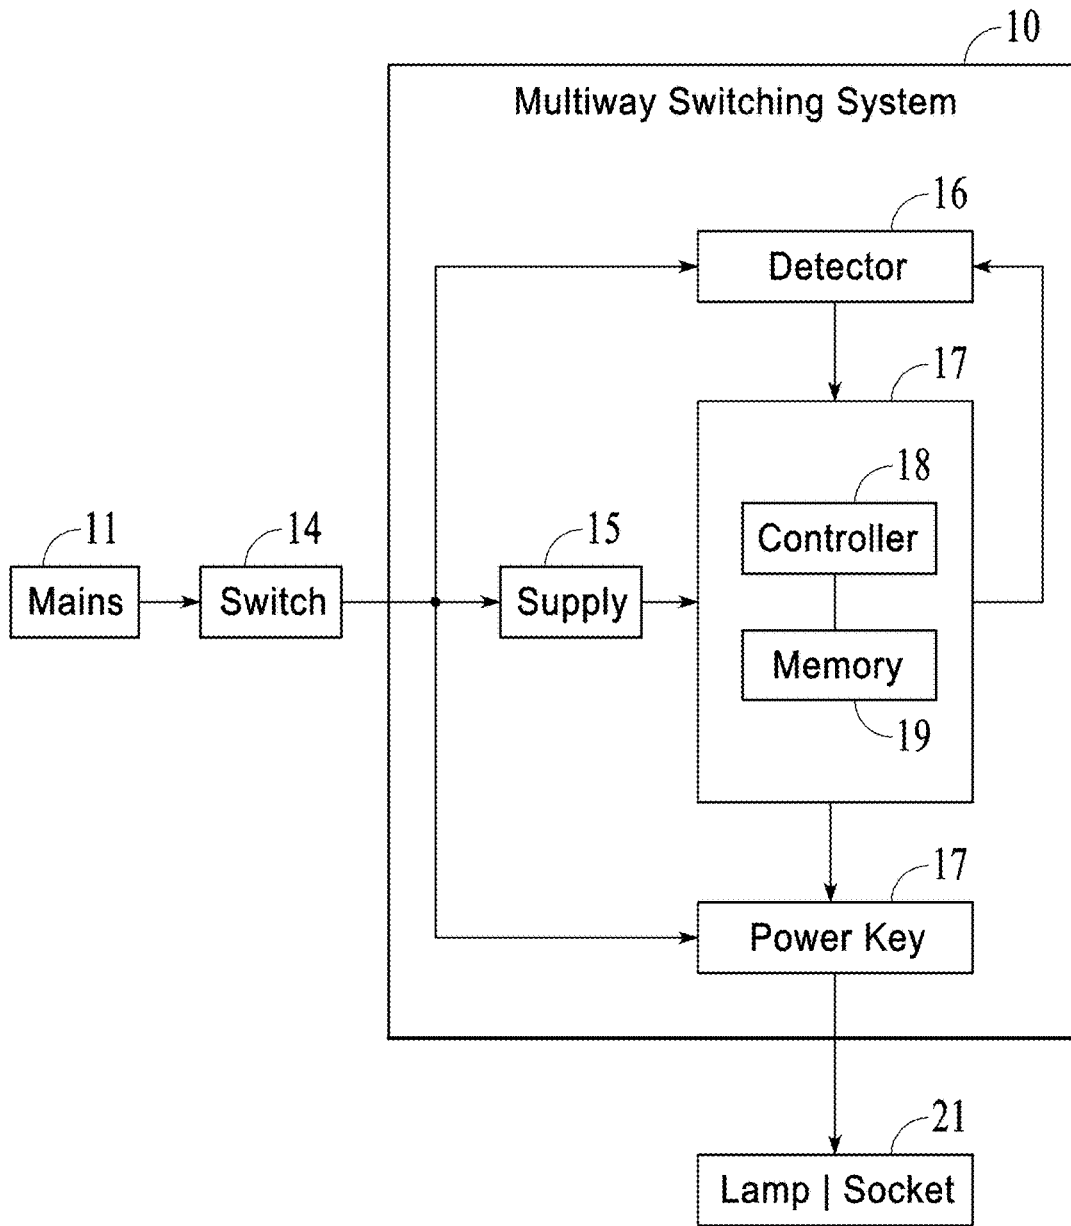 10
Multiway Switching System
16
Detector
17
18
Controller
11
14
15
Mains
Switch
Supply
Memory
19
17
Power Key
21
Lamp | Socket